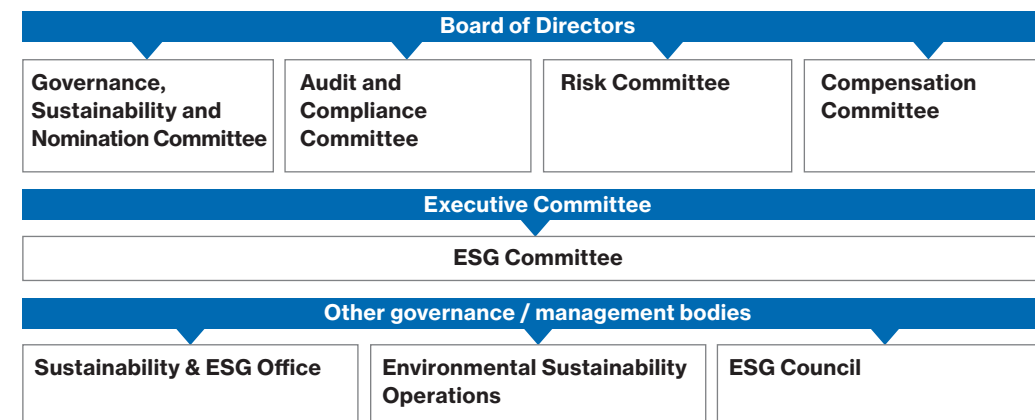 Board of Directors
Governance,
Sustainability and
Nomination Committee
Audit and
Compliance
Committee
Risk Committee
Compensation
Committee
Executive Committee
ESG Committee
Other governance / management bodies
Sustainability & ESG Office
Environmental Sustainability
Operations
ESG Council